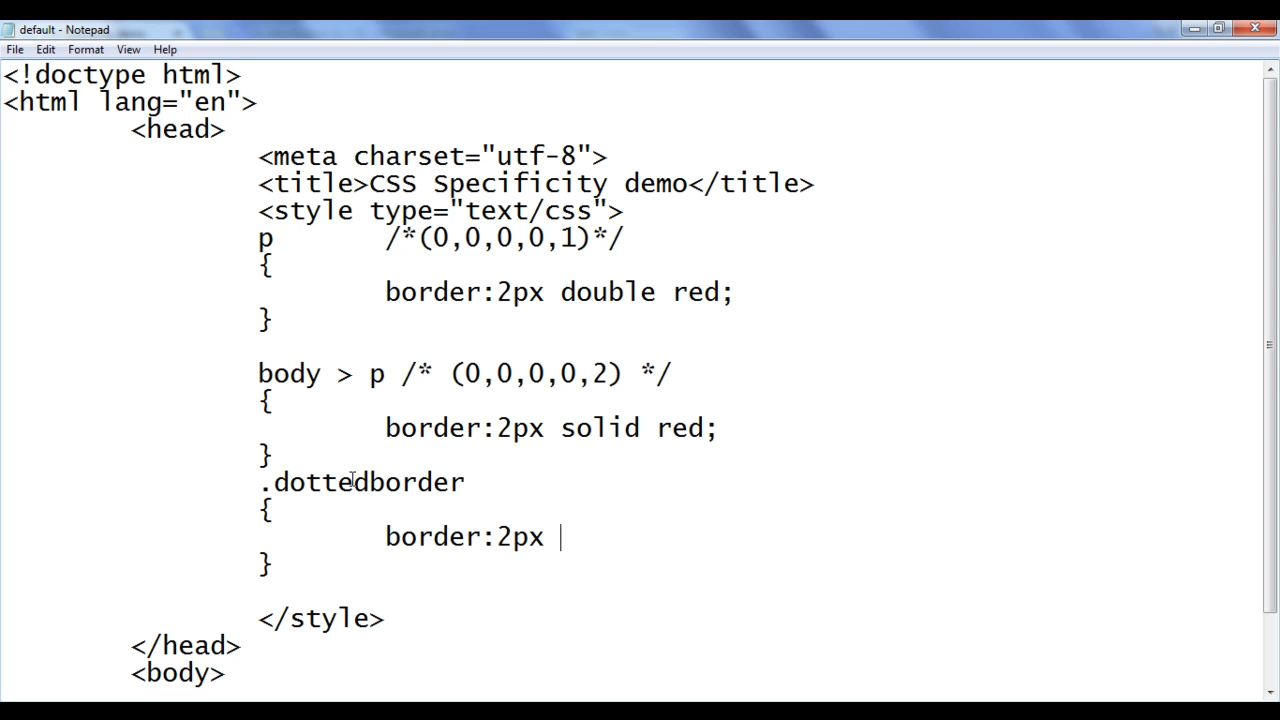 default - Notepad
File Edit Format View Help
<!doctype html>
<html lang="en">
<head>
<meta charset="utf-8">
<title>CSS Specificity demo</title>
<style type="text/css">
p /*(0,0,0,0,1)*/
{
border:2px double red;
}
body > p /* (0,0,0,0,2) */
{
border:2px solid red;
}
.dottedborder
{
border:2px
}
</style>
</head>
<body>